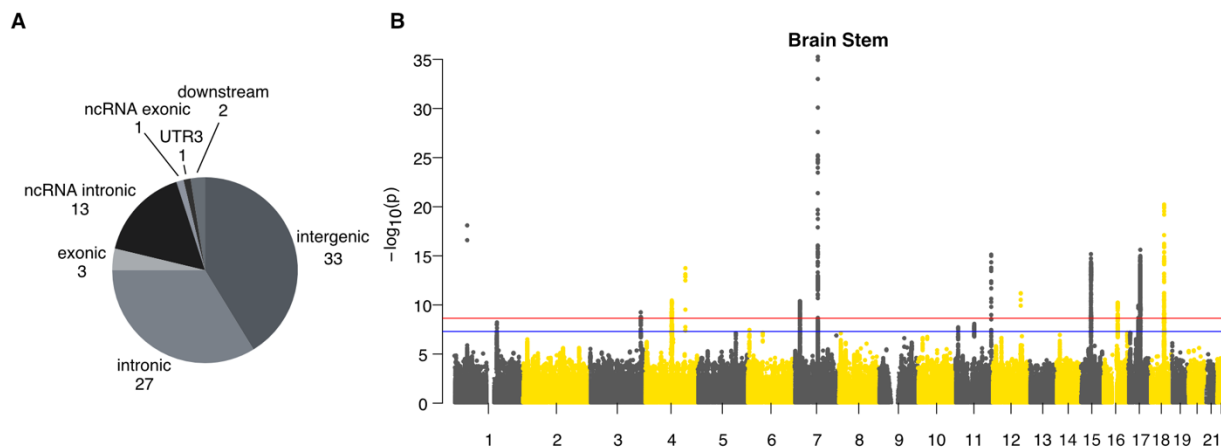 A
downstream
2
ncRNA exonic
1
UTR3
1
ncRNA intronic
13
exonic
3
intergenic
33
intronic
27
B
Brain Stem
−log10(p)
35
30
25
20
15
10
5
0
1 2 3 4 5 6 7 8 9 10 11 12 13 14 15 16 17 18 19 21